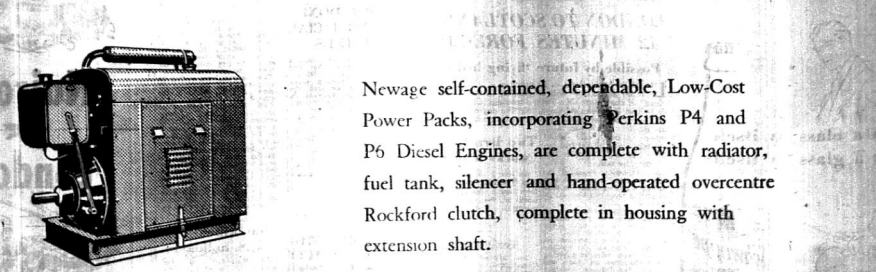 Newage self-contained, dependable, Low-Cost
Power Packs, incorporating Perkins P4 and
P6 Diesel Engines, are complete with radiator,
fuel tank, silencer and hand-operated overcentre
Rockford clutch, complete in housing with
extension shaft.